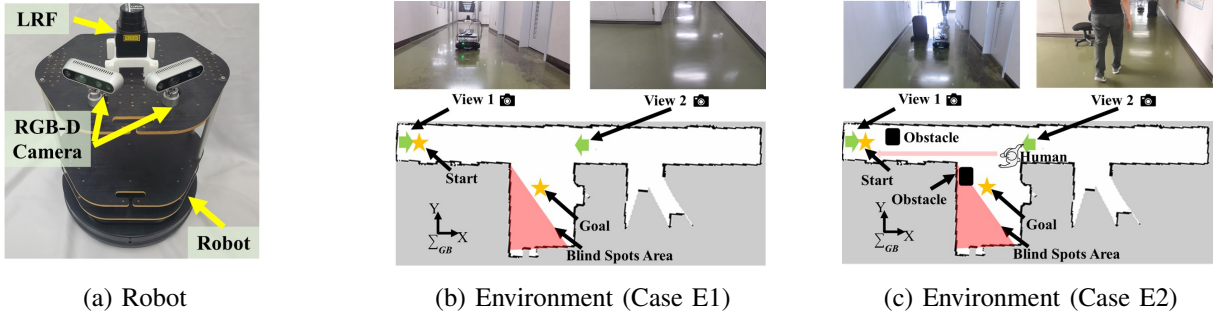 LRF
RGB-D
Camera
Robot
(a) Robot
View 1
View 2
Start
Goal
Y
X
Σ_GB
Blind Spots Area
(b) Environment (Case E1)
View 1
View 2
Obstacle
Human
Start
Obstacle
Goal
Y
X
Σ_GB
Blind Spots Area
(c) Environment (Case E2)